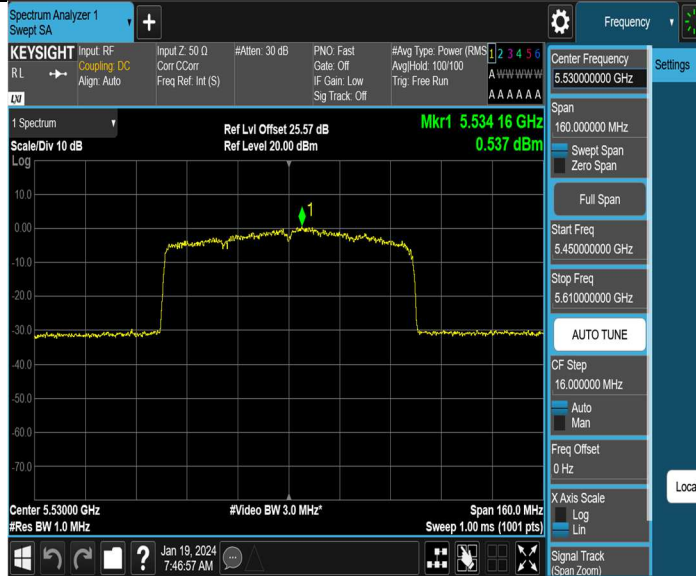 Spectrum Analyzer 1
Swept SA
Frequency
KEYSIGHT
RL
LXI
Input: RF
Coupling: DC
Align: Auto
Input Z: 50 Ω
Corr CCorr
Freq Ref: Int (S)
#Atten: 30 dB
PNO: Fast
Gate: Off
IF Gain: Low
Sig Track: Off
#Avg Type: Power (RMS
Avg|Hold: 100/100
Trig: Free Run
1 2 3 4 5 6
A W W W W W
A A A A A A
1 Spectrum
Scale/Div 10 dB
Log
Ref Lvl Offset 25.57 dB
Ref Level 20.00 dBm
Mkr1 5.534 16 GHz
0.537 dBm
1
10.0
0.00
-10.0
-20.0
-30.0
-40.0
-50.0
-60.0
-70.0
Center 5.53000 GHz
#Res BW 1.0 MHz
#Video BW 3.0 MHz*
Span 160.0 MHz
Sweep 1.00 ms (1001 pts)
Jan 19, 2024
7:46:57 AM
?
Center Frequency
5.530000000 GHz
Settings
Span
160.000000 MHz
Swept Span
Zero Span
Full Span
Start Freq
5.450000000 GHz
Stop Freq
5.610000000 GHz
AUTO TUNE
CF Step
16.000000 MHz
Auto
Man
Freq Offset
0 Hz
X Axis Scale
Log
Lin
Signal Track
(Span Zoom)
Loca